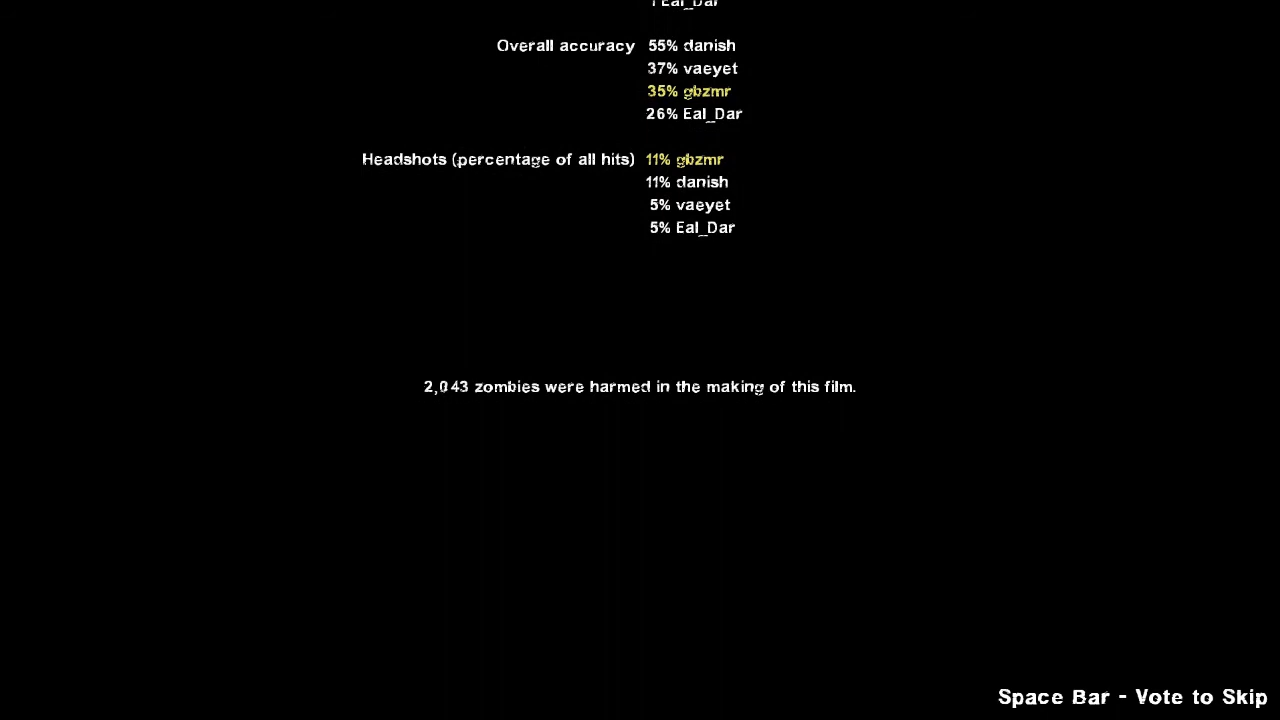 1 Eal_Dar
Overall accuracy 55% danish
37% vaeyet
35% gbzmr
26% Eal_Dar
Headshots (percentage of all hits) 11% gbzmr
11% danish
5% vaeyet
5% Eal_Dar
2,043 zombies were harmed in the making of this film.
Space Bar - Vote to Skip